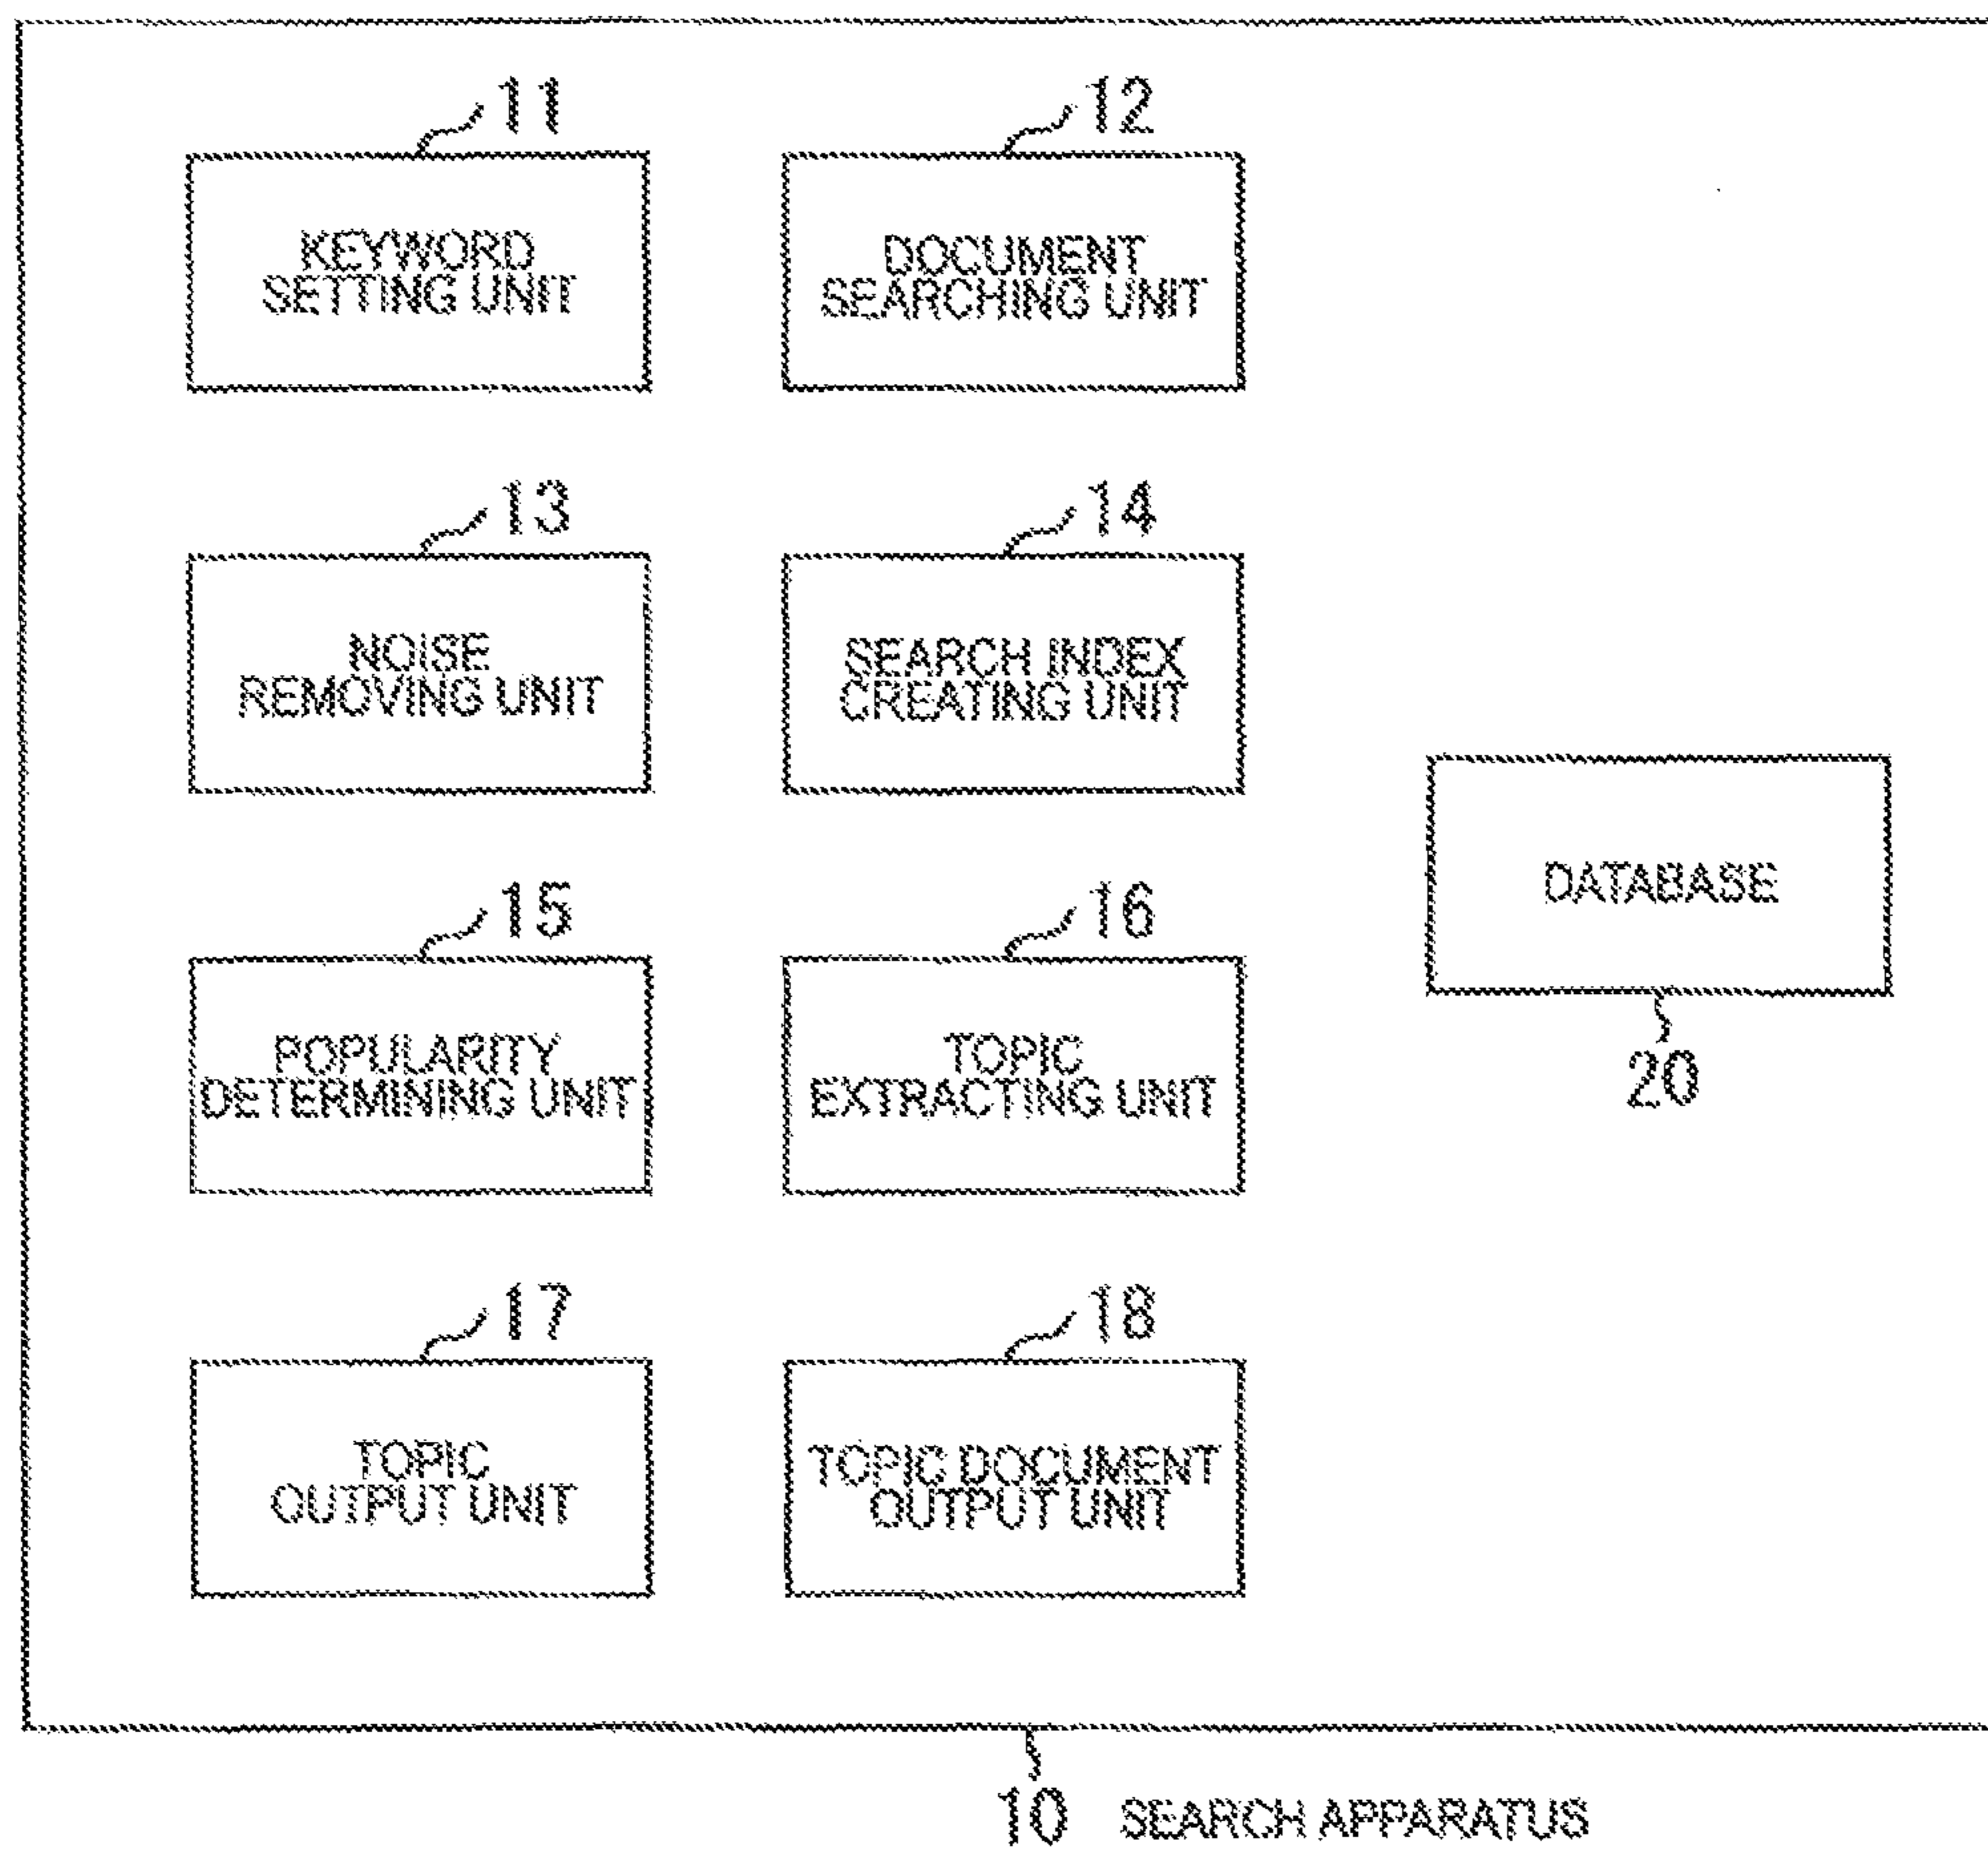 11
KEYWORD
SETTING UNIT
12
DOCUMENT
SEARCHING UNIT
13
NOISE
REMOVING UNIT
14
SEARCH INDEX
CREATING UNIT
15
POPULARITY
DETERMINING UNIT
16
TOPIC
EXTRACTING UNIT
DATABASE
20
17
TOPIC
OUTPUT UNIT
18
TOPIC DOCUMENT
OUTPUT UNIT
10 SEARCH APPARATUS